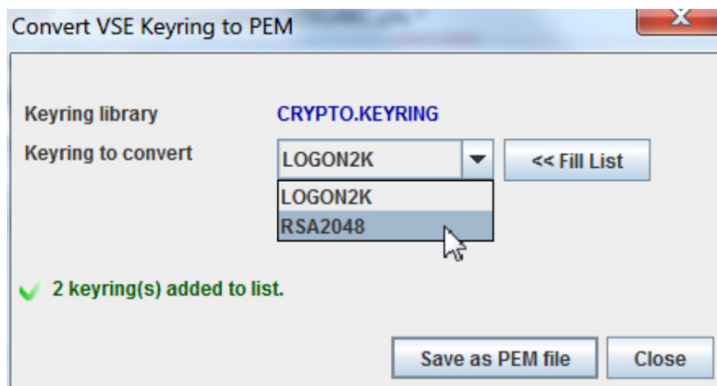 Convert VSE Keyring to PEM
Keyring library CRYPTO.KEYRING
Keyring to convert LOGON2K << Fill List
LOGON2K
RSA2048
2 keyring(s) added to list.
Save as PEM file Close